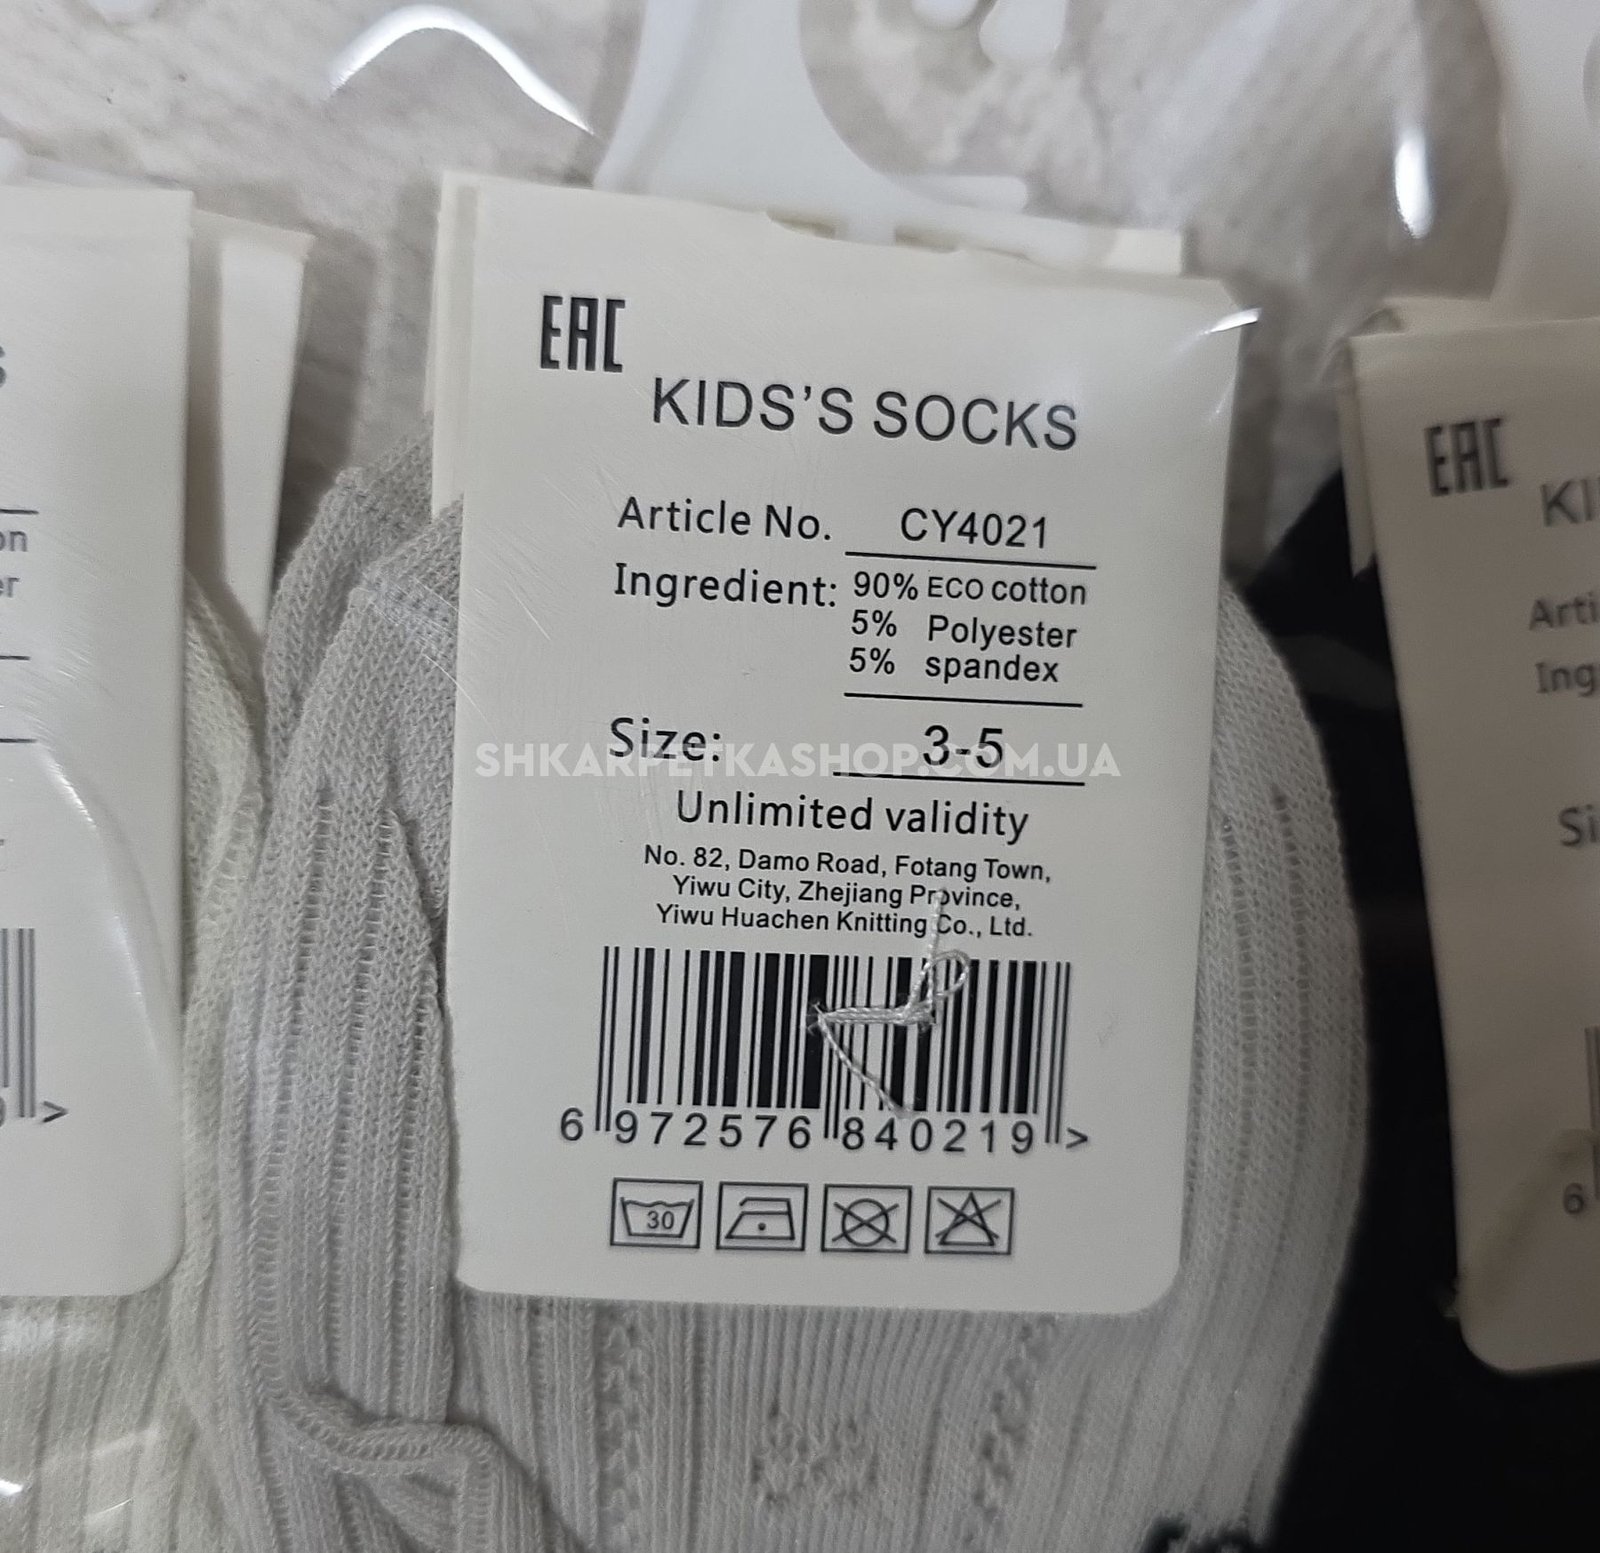 EAC
KIDS'S SOCKS
Article No. CY4021
Ingredient: 90% ECO cotton
5% Polyester
5% spandex
Size: 3-5
SHKARPETKASHOP.COM.UA
Unlimited validity
No. 82, Damo Road, Fotang Town,
Yiwu City, Zhejiang Province,
Yiwu Huachen Knitting Co., Ltd.
6 972576 840219 >
30
EAC
6